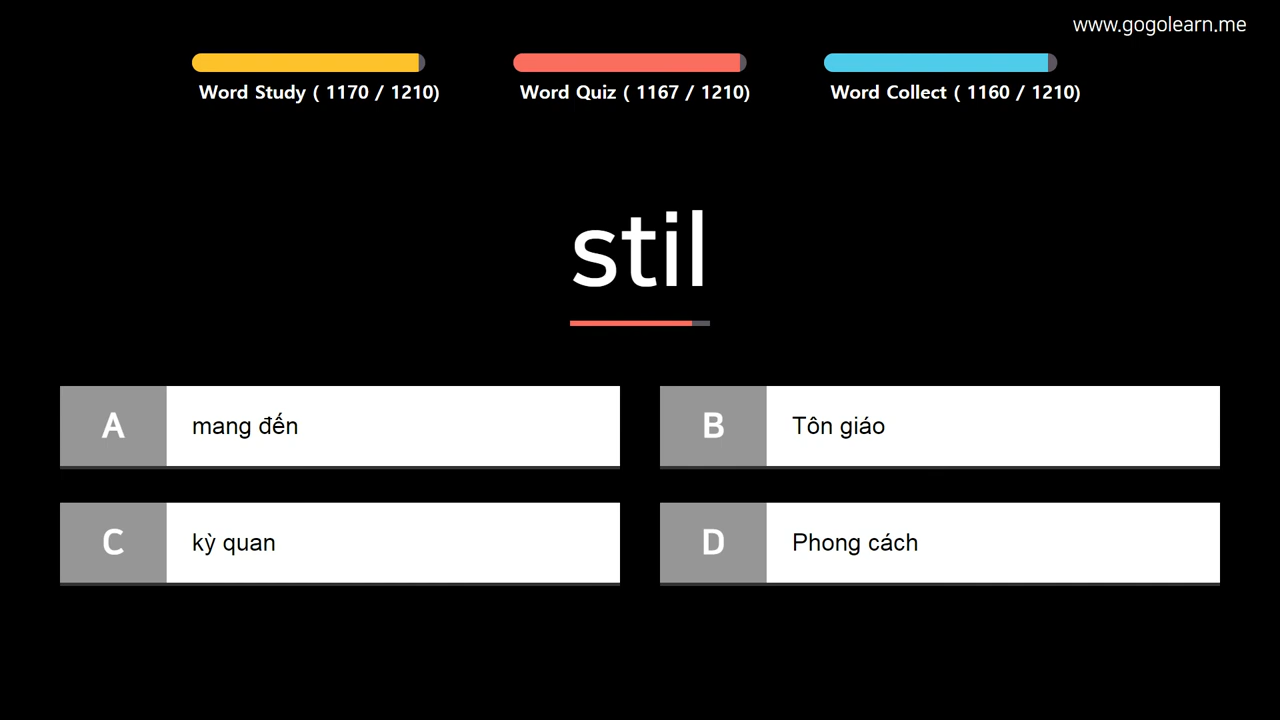 www.gogolearn.me
Word Study ( 1170 / 1210)
Word Quiz ( 1167 / 1210)
Word Collect ( 1160 / 1210)
stil
A mang đến
B Tôn giáo
C kỳ quan
D Phong cách